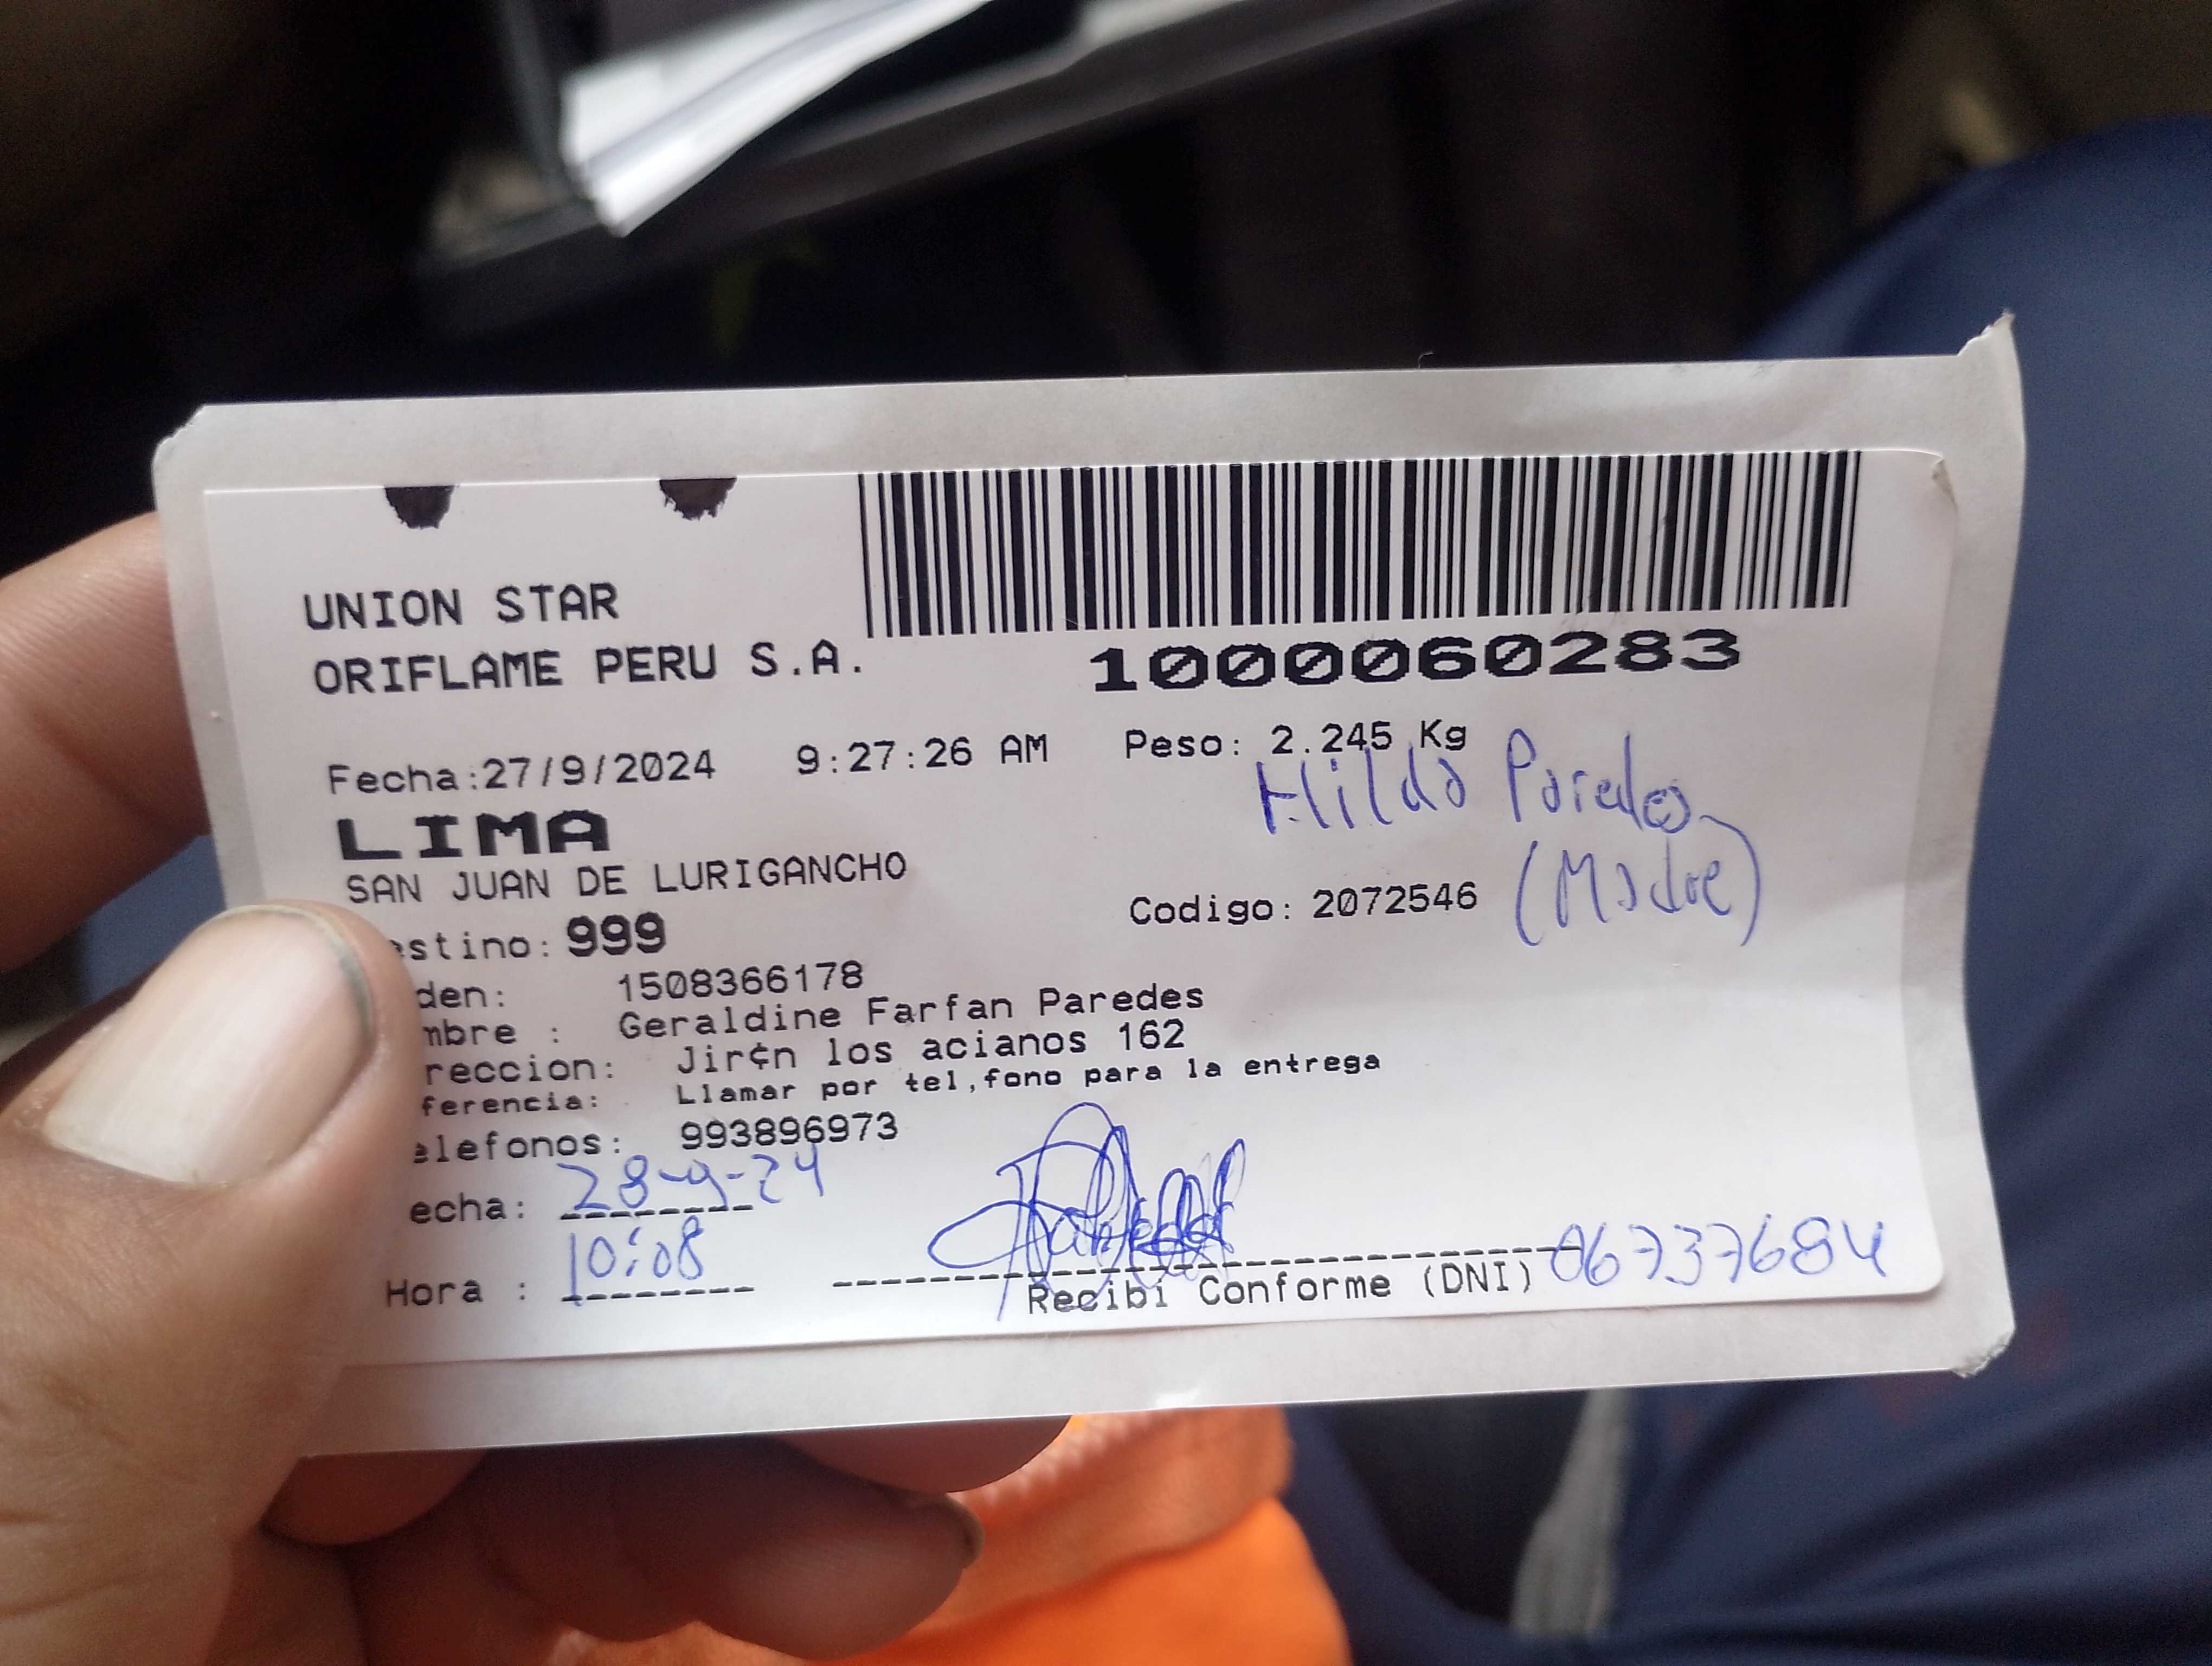 UNION STAR
ORIFLAME PERU S.A.
1000060283
Fecha:27/9/2024 9:27:26 AM Peso: 2.245 Kg
Hilda Paredes
LIMA
SAN JUAN DE LURIGANCHO
Codigo: 2072546 (Madre)
estino: 999
den: 1508366178
mbre : Geraldine Farfan Paredes
reccion: Jir¢n los acianos 162
ferencia: Llamar por tel,fono para la entrega
elefonos: 993896973
echa: 28-9-24
Hora : 10:08
Recibi Conforme (DNI) 06737684